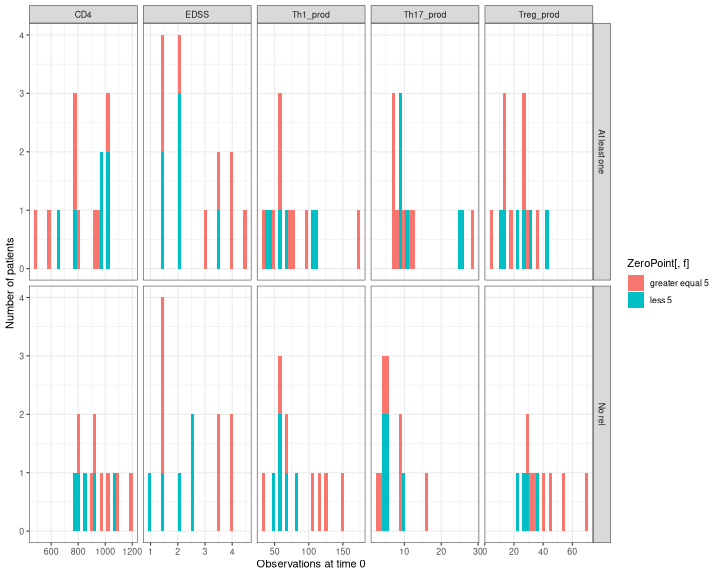 CD4 EDSS Th1_prod Th17_prod Treg_prod
4
3
2
1
0
At least one
4
3
2
1
0
No rel
600 800 1000 1200 1 2 3 4 50 100 150 10 20 30 0 20 40 60
Observations at time 0
Number of patients
ZeroPoint[, f]
greater equal 5
less 5